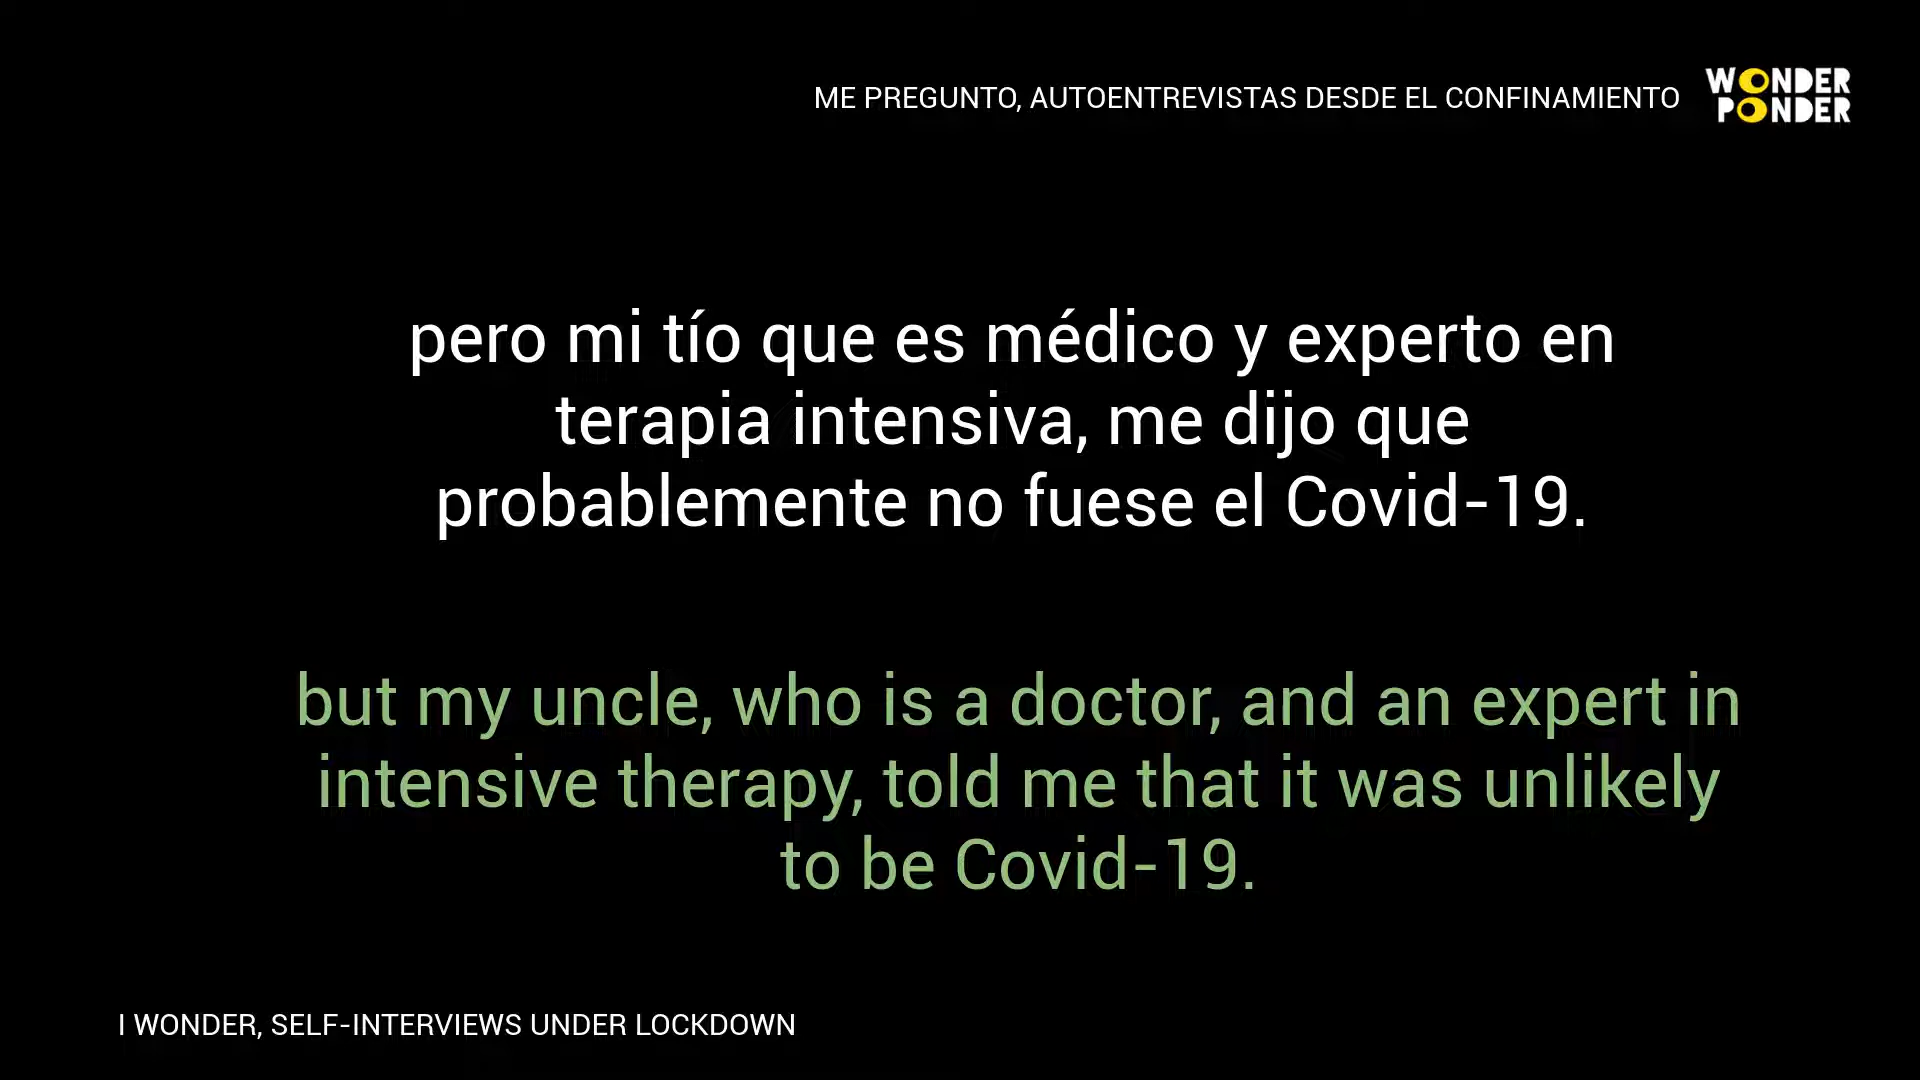 ME PREGUNTO, AUTOENTREVISTAS DESDE EL CONFINAMIENTO
WONDER
PONDER
pero mi tío que es médico y experto en
terapia intensiva, me dijo que
probablemente no fuese el Covid-19.
but my uncle, who is a doctor, and an expert in
intensive therapy, told me that it was unlikely
to be Covid-19.
I WONDER, SELF-INTERVIEWS UNDER LOCKDOWN